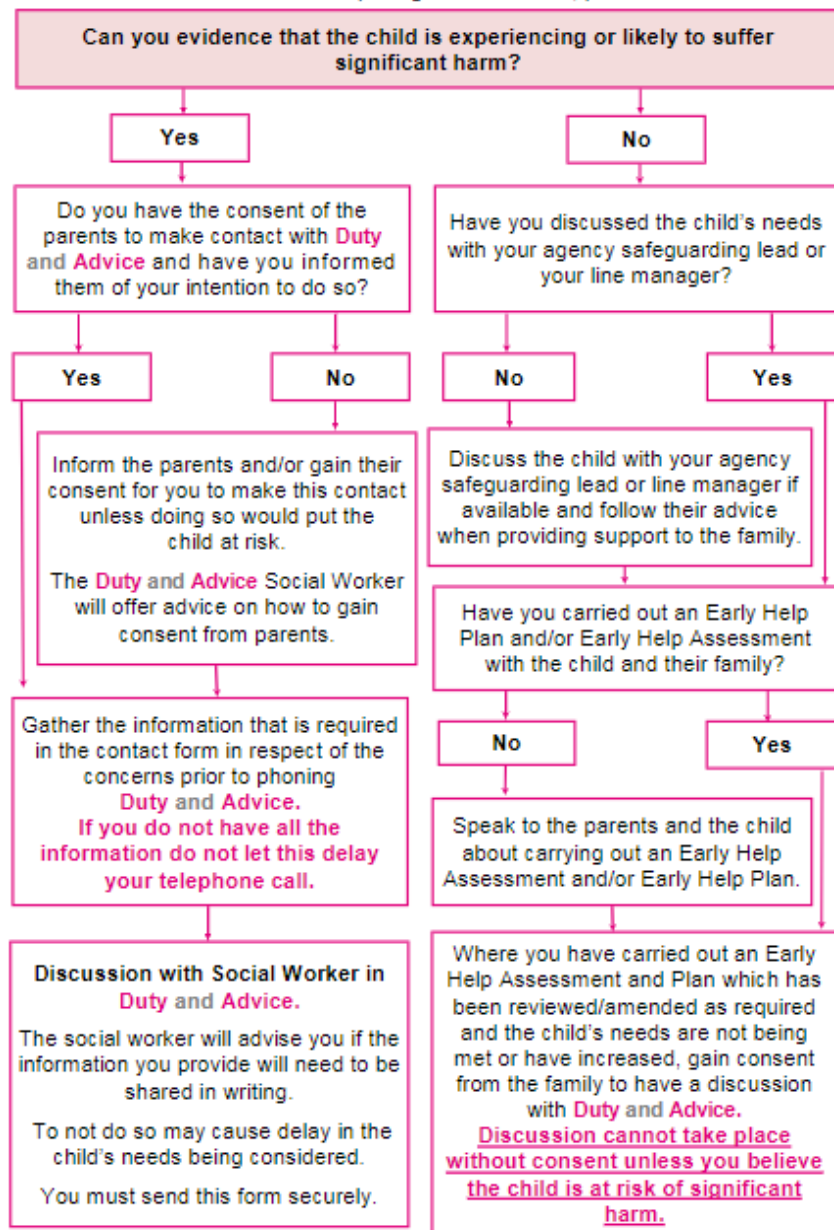 Can you evidence that the child is experiencing or likely to suffer
significant harm?
Yes
No
Do you have the consent of the
parents to make contact with Duty
and Advice and have you informed
them of your intention to do so?
Have you discussed the child's needs
with your agency safeguarding lead or
your line manager?
Yes
No
No
Yes
Inform the parents and/or gain their
consent for you to make this contact
unless doing so would put the
child at risk.
The Duty and Advice Social Worker
will offer advice on how to gain
consent from parents.
Discuss the child with your agency
safeguarding lead or line manager if
available and follow their advice
when providing support to the family.
Have you carried out an Early Help
Plan and/or Early Help Assessment
with the child and their family?
No
Yes
Gather the information that is required
in the contact form in respect of the
concerns prior to phoning
Duty and Advice.
If you do not have all the
information do not let this delay
your telephone call.
Speak to the parents and the child
about carrying out an Early Help
Assessment and/or Early Help Plan.
Discussion with Social Worker in
Duty and Advice.
The social worker will advise you if the
information you provide will need to be
shared in writing.
To not do so may cause delay in the
child's needs being considered.
You must send this form securely.
Where you have carried out an Early
Help Assessment and Plan which has
been reviewed/amended as required
and the child's needs are not being
met or have increased, gain consent
from the family to have a discussion
with Duty and Advice.
Discussion cannot take place
without consent unless you believe
the child is at risk of significant
harm.